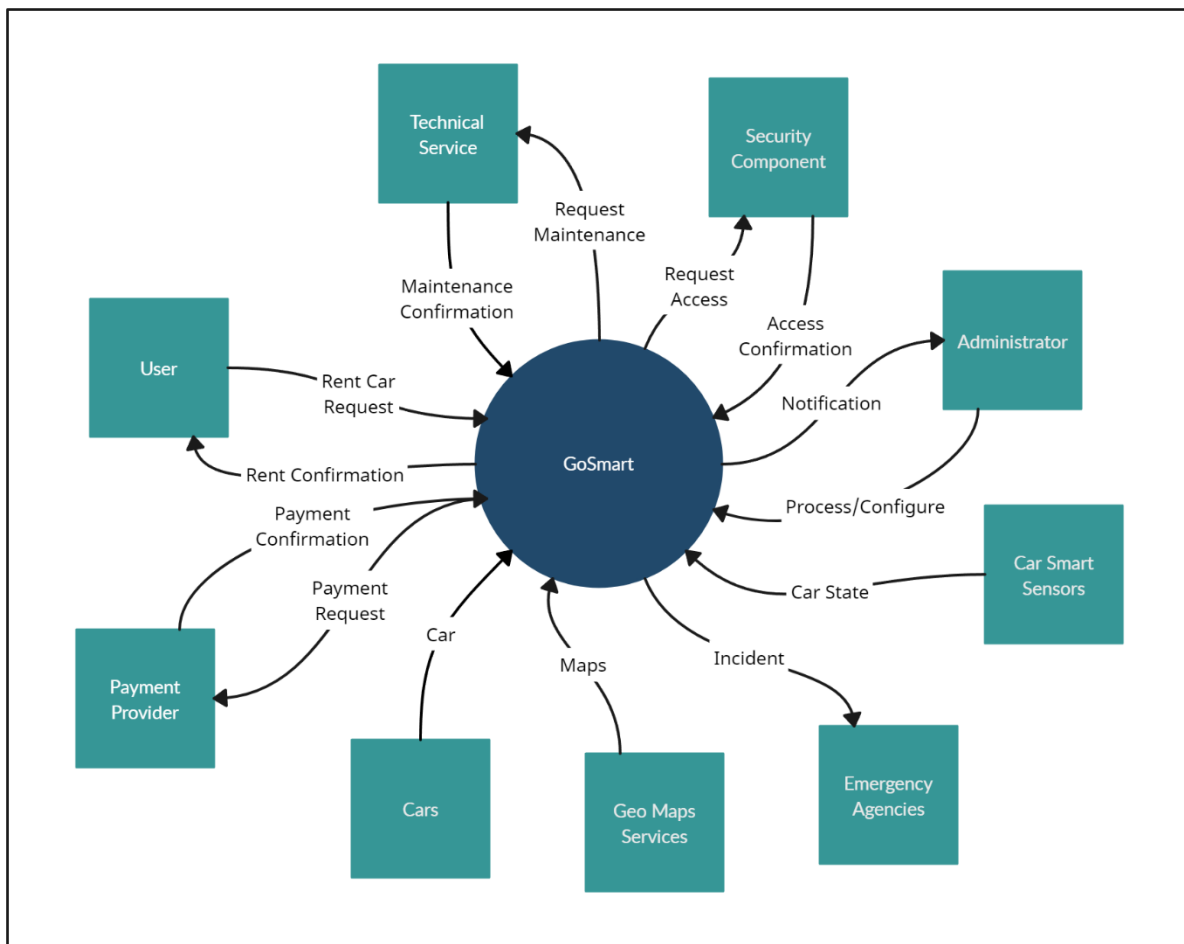 Technical
Service
Security
Component
Request
Maintenance
Request
Access
Maintenance
Confirmation
Access
Confirmation
Administrator
User
Rent Car
Request
Notification
GoSmart
Rent Confirmation
Process/Configure
Payment
Confirmation
Car Smart
Sensors
Car State
Payment
Request
Car
Maps
Incident
Payment
Provider
Cars
Geo Maps
Services
Emergency
Agencies